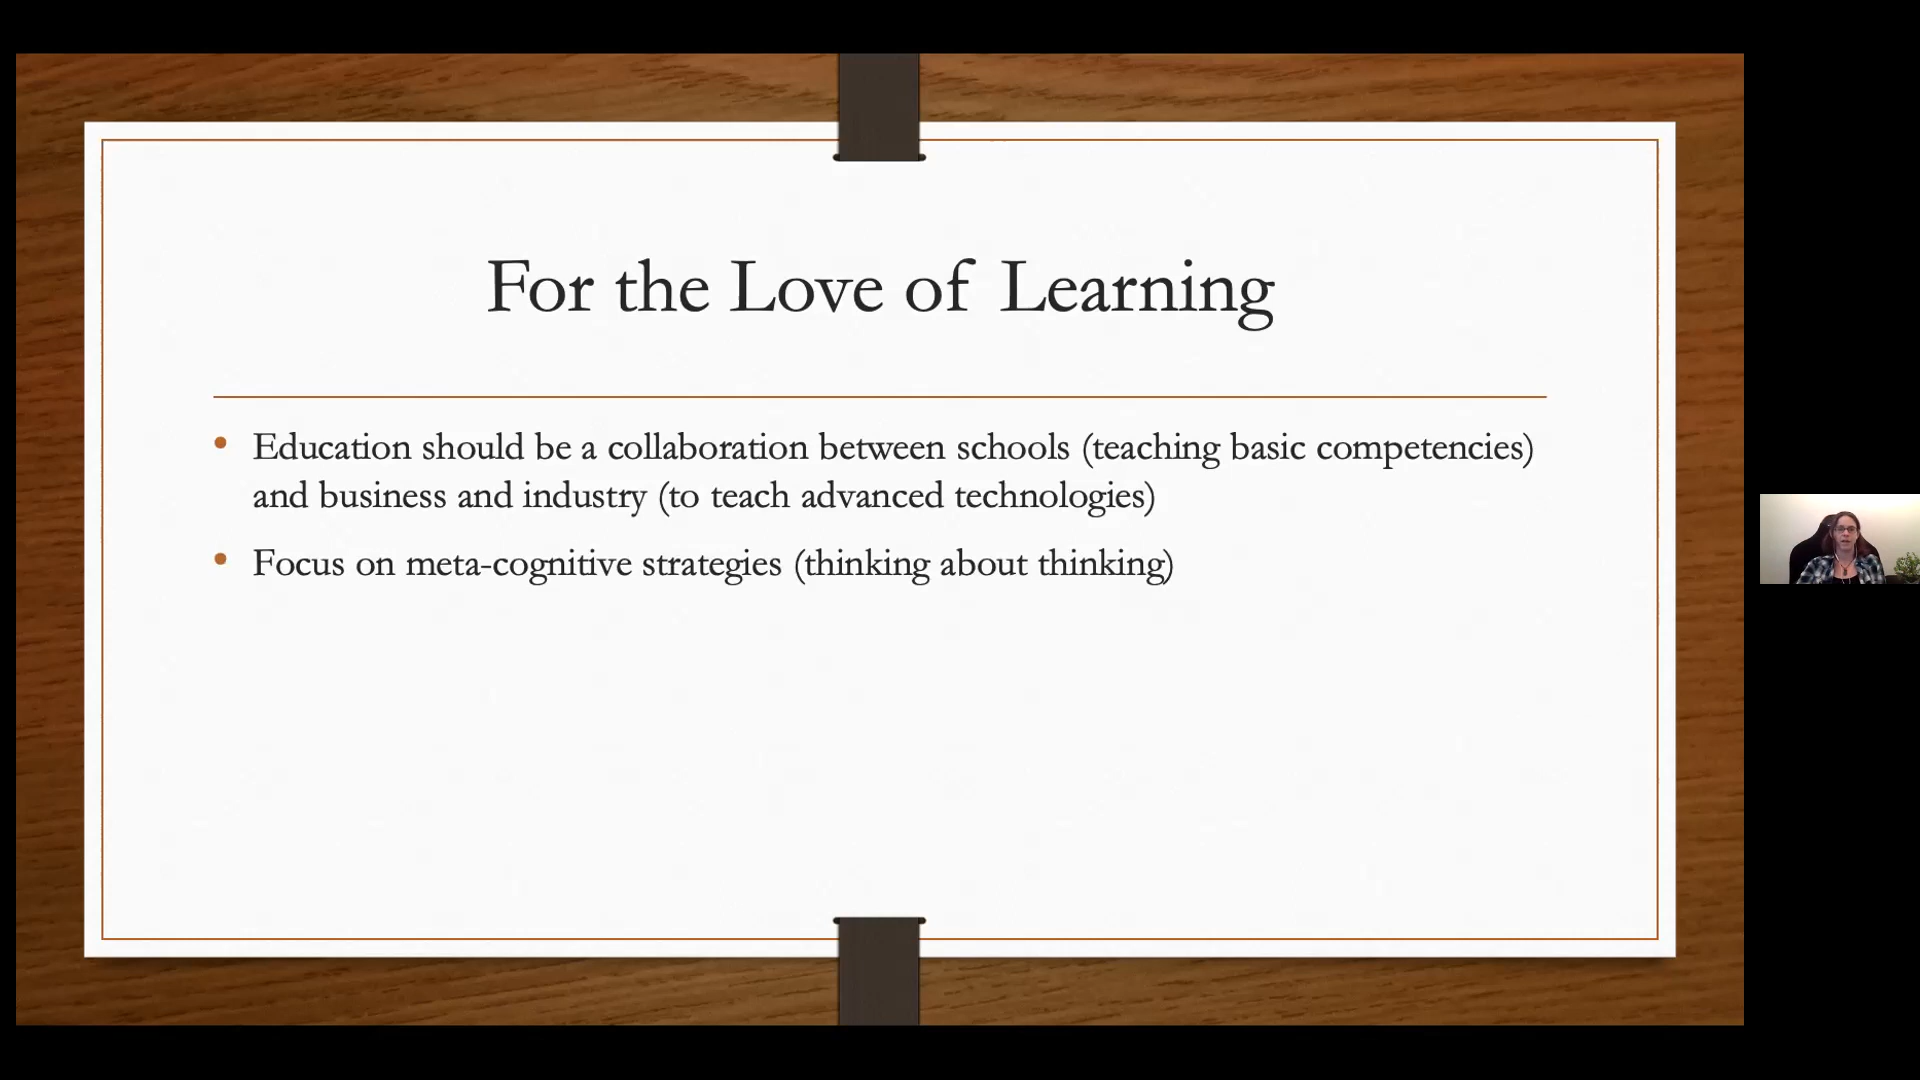 For the Love of Learning
• Education should be a collaboration between schools (teaching basic competencies)
and business and industry (to teach advanced technologies)
• Focus on meta-cognitive strategies (thinking about thinking)